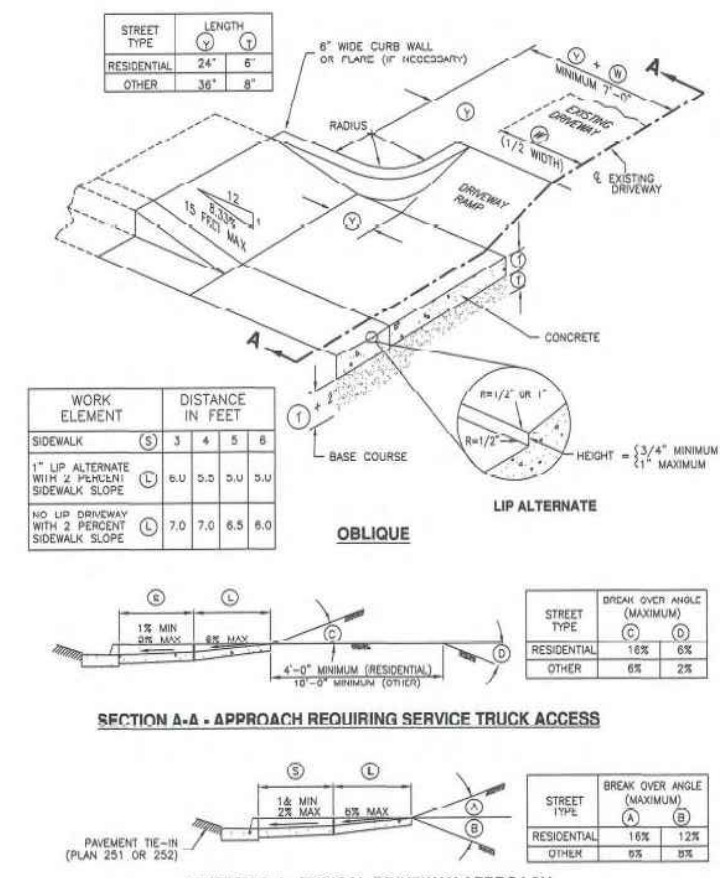 STREET TYPE
LENGTH
Y T
RESIDENTIAL 24" 6"
OTHER 36" 8"
6" WIDE CURB WALL
OR FLARE (IF NECESSARY)
Y + W
MINIMUM 7'-0"
A
RADIUS
Y
EXISTING
DRIVEWAY
W
(1/2 WIDTH)
℄ EXISTING
DRIVEWAY
12
8.33%
1
15 FEET MAX
Y
DRIVEWAY
RAMP
T
T
A
CONCRETE
T + 2"
BASE COURSE
R=1/2" OR 1"
R=1/2"
HEIGHT = {3/4" MINIMUM
{1" MAXIMUM
LIP ALTERNATE
OBLIQUE
WORK ELEMENT
DISTANCE IN FEET
SIDEWALK S 3 4 5 6
1" LIP ALTERNATE
WITH 2 PERCENT L 6.0 5.5 5.0 5.0
SIDEWALK SLOPE
NO LIP DRIVEWAY
WITH 2 PERCENT L 7.0 7.0 6.5 6.0
SIDEWALK SLOPE
S L
1% MIN
MAX
MAX
C
D
4'-0" MINIMUM (RESIDENTIAL)
10'-0" MINIMUM (OTHER)
STREET TYPE
BREAK OVER ANGLE
(MAXIMUM)
C D
RESIDENTIAL 16% 6%
OTHER 6% 2%
SECTION A-A - APPROACH REQUIRING SERVICE TRUCK ACCESS
S L
1& MIN
2% MAX
MAX
A
B
PAVEMENT TIE-IN
(PLAN 251 OR 252)
STREET TYPE
BREAK OVER ANGLE
(MAXIMUM)
A B
RESIDENTIAL 16% 12%
OTHER